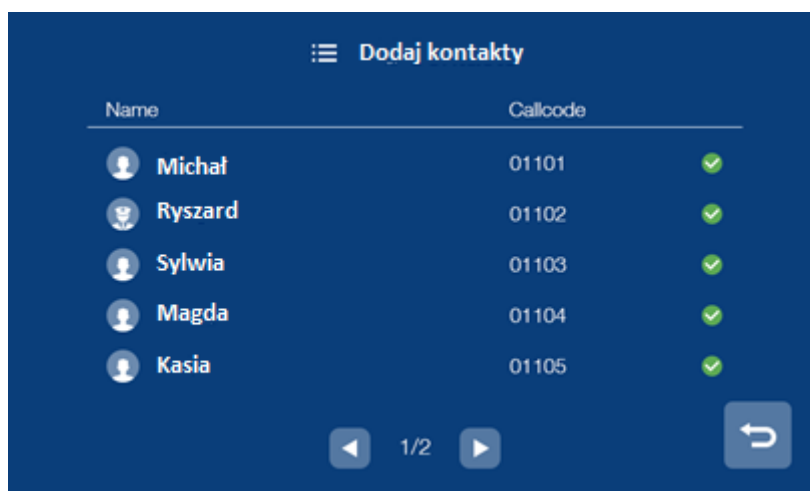 Dodaj kontakty
Name Callcode
Michał 01101
Ryszard 01102
Sylwia 01103
Magda 01104
Kasia 01105
1/2